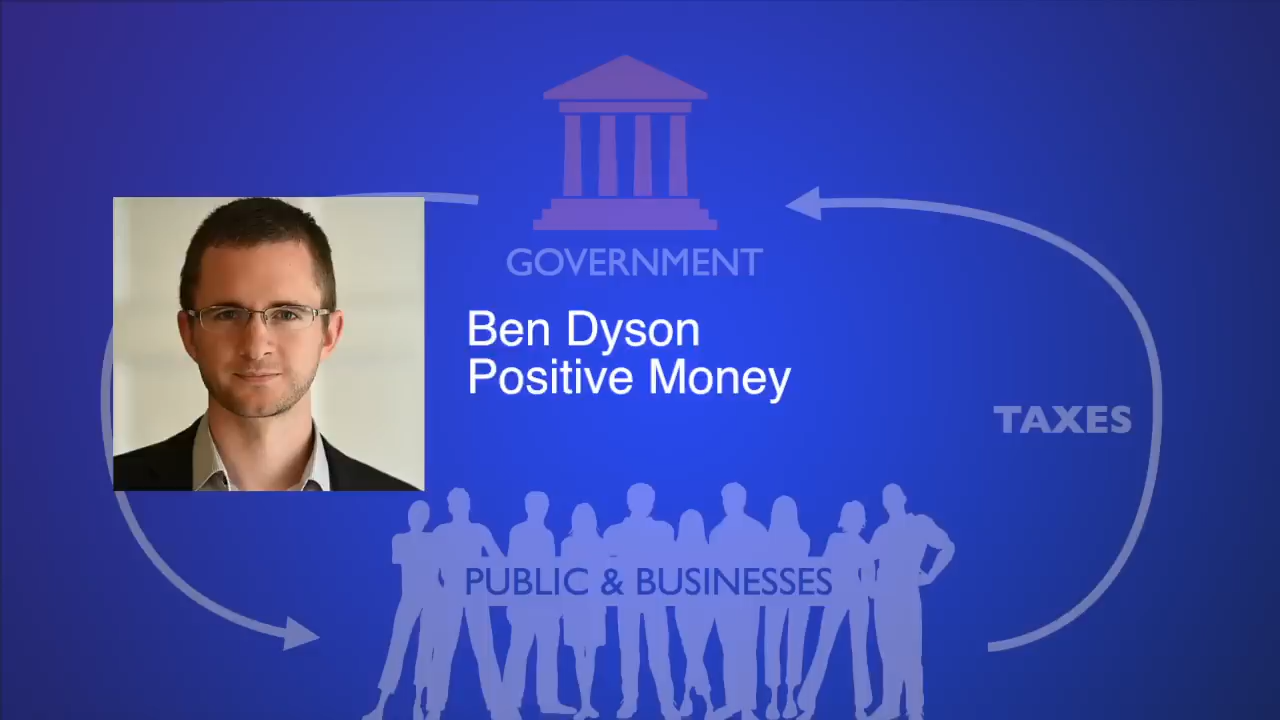 GOVERNMENT
Ben Dyson
Positive Money
TAXES
PUBLIC & BUSINESSES